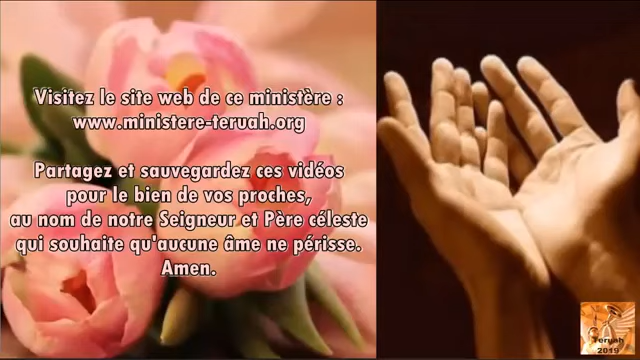 Visitez le site web de ce ministère :
www.ministere-teruah.org
Partagez et sauvegardez ces vidéos
pour le bien de vos proches,
au nom de notre Seigneur et Père céleste
qui souhaite qu'aucune âme ne périsse.
Amen.
Teruah
2019